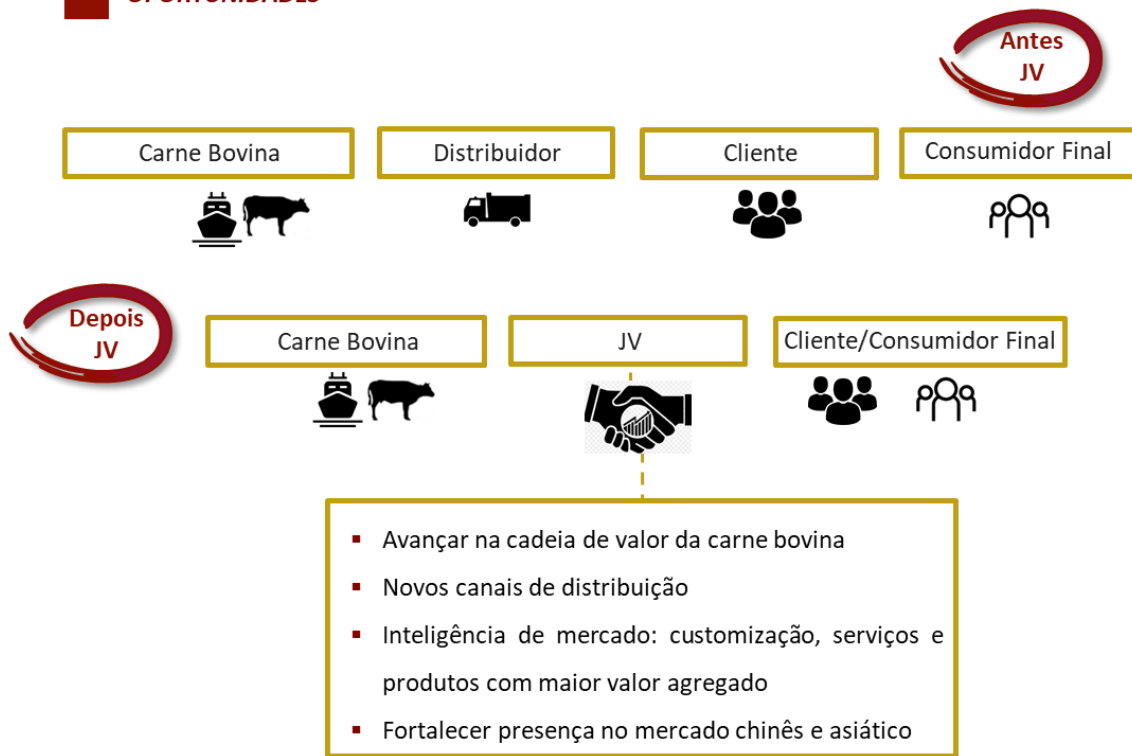 OPORTUNIDADES
Antes
JV
Carne Bovina
Distribuidor
Cliente
Consumidor Final
Depois
JV
Carne Bovina
JV
Cliente/Consumidor Final
▪ Avançar na cadeia de valor da carne bovina
▪ Novos canais de distribuição
▪ Inteligência de mercado: customização, serviços e
produtos com maior valor agregado
▪ Fortalecer presença no mercado chinês e asiático